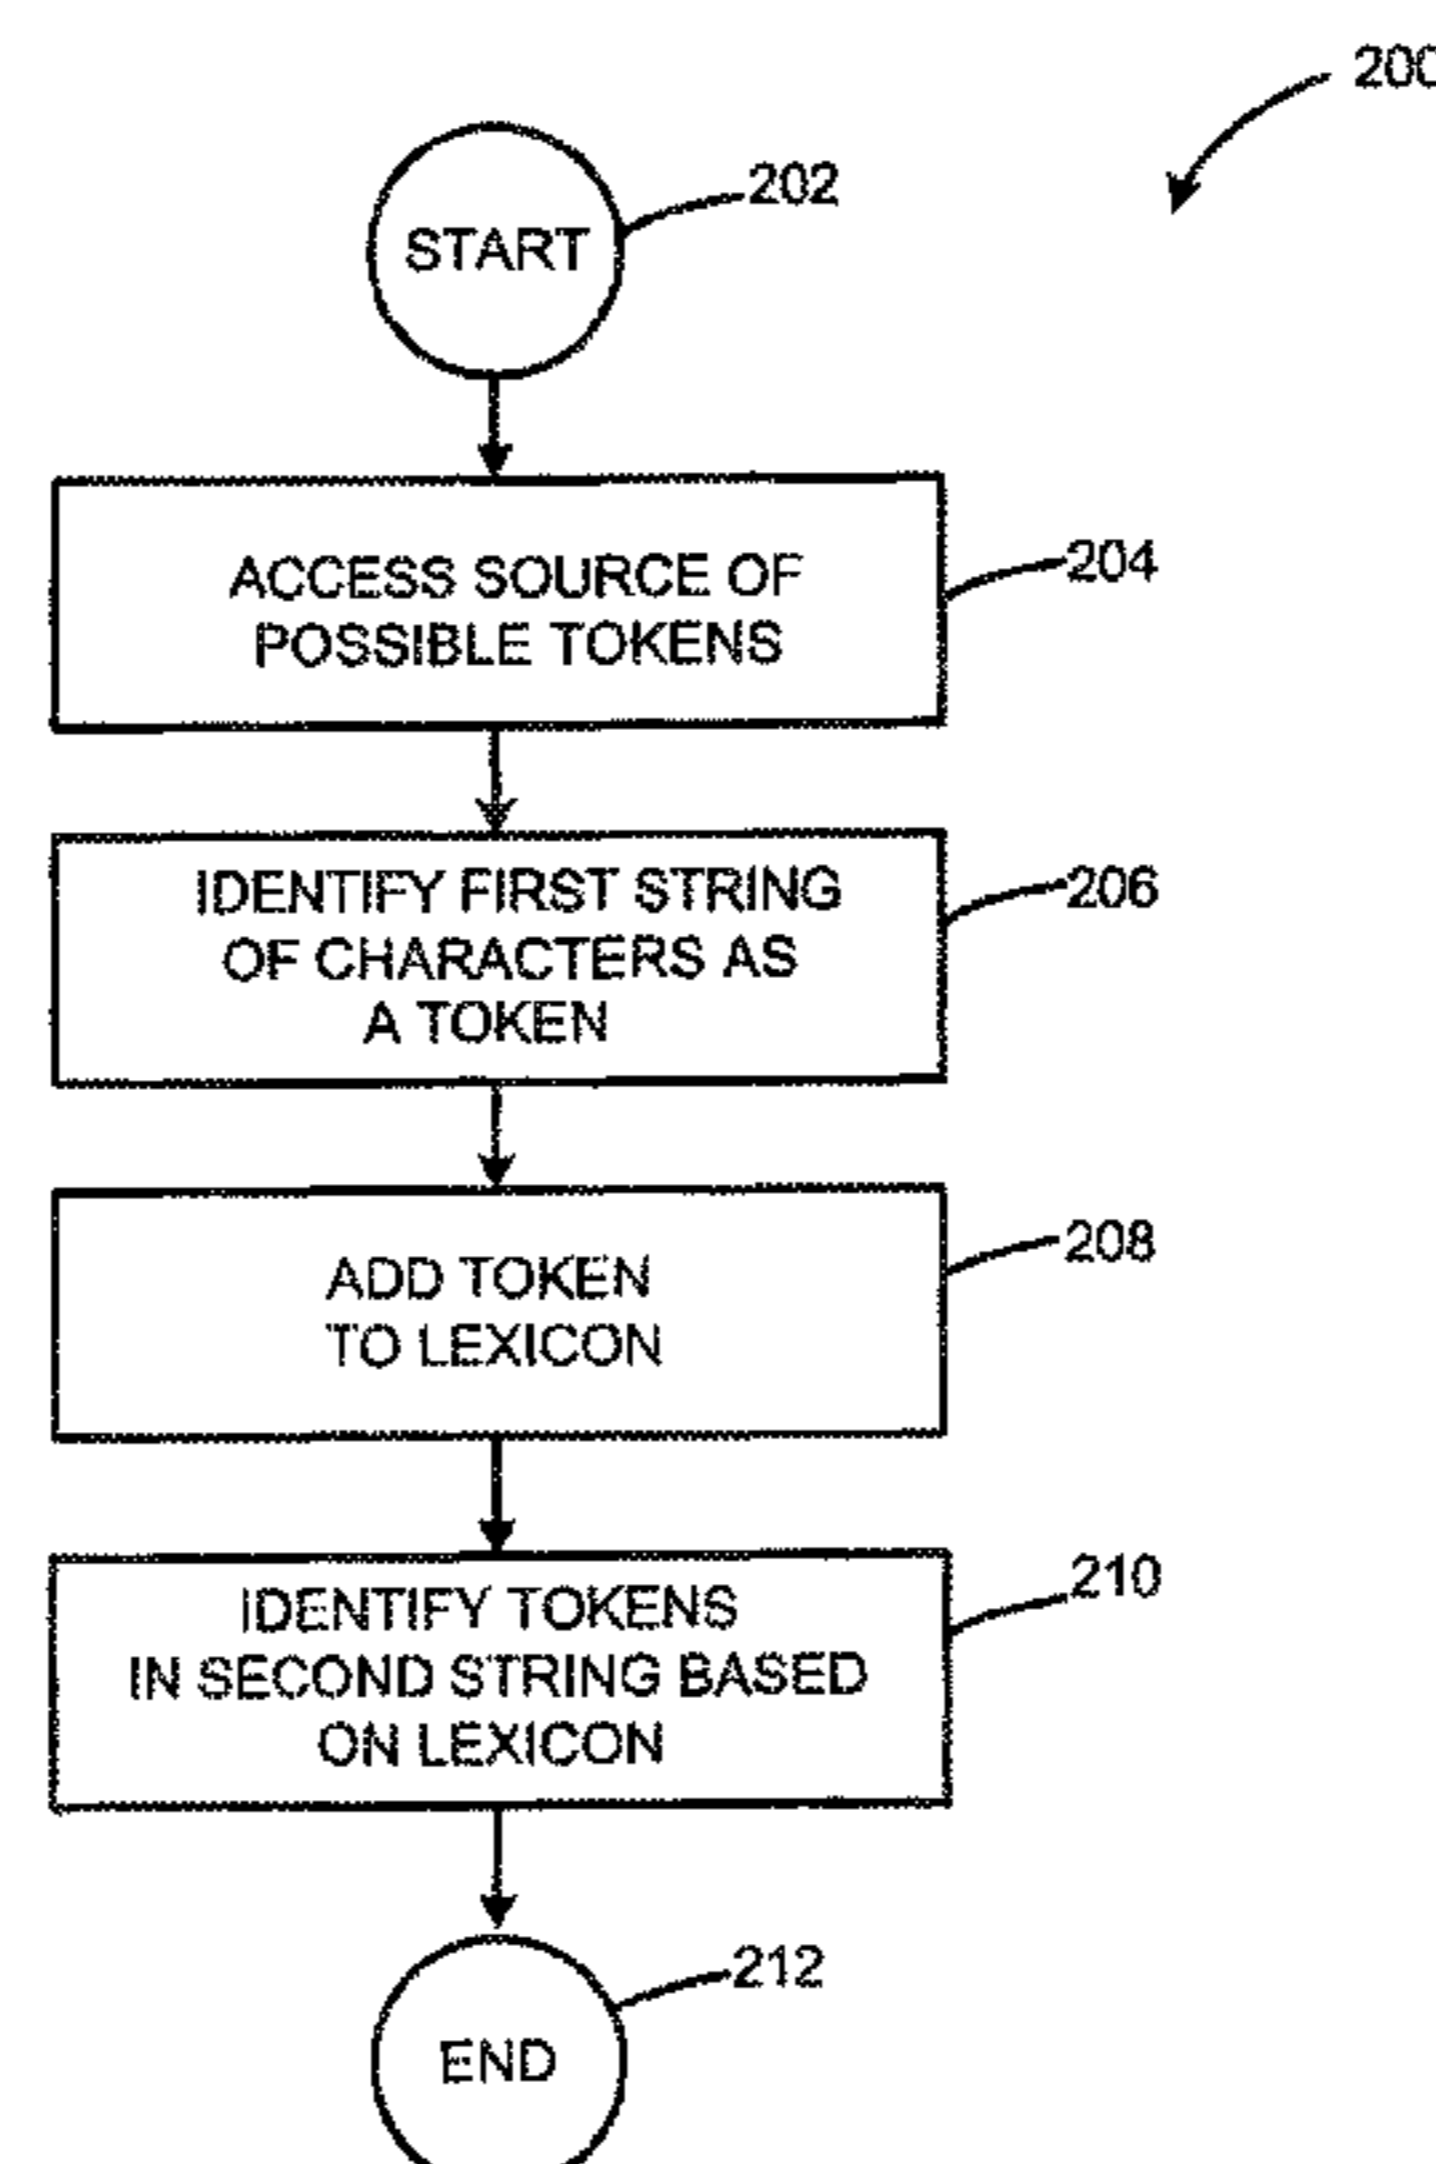 200
202
START
204
ACCESS SOURCE OF
POSSIBLE TOKENS
206
IDENTIFY FIRST STRING
OF CHARACTERS AS
A TOKEN
208
ADD TOKEN
TO LEXICON
210
IDENTIFY TOKENS
IN SECOND STRING BASED
ON LEXICON
212
END